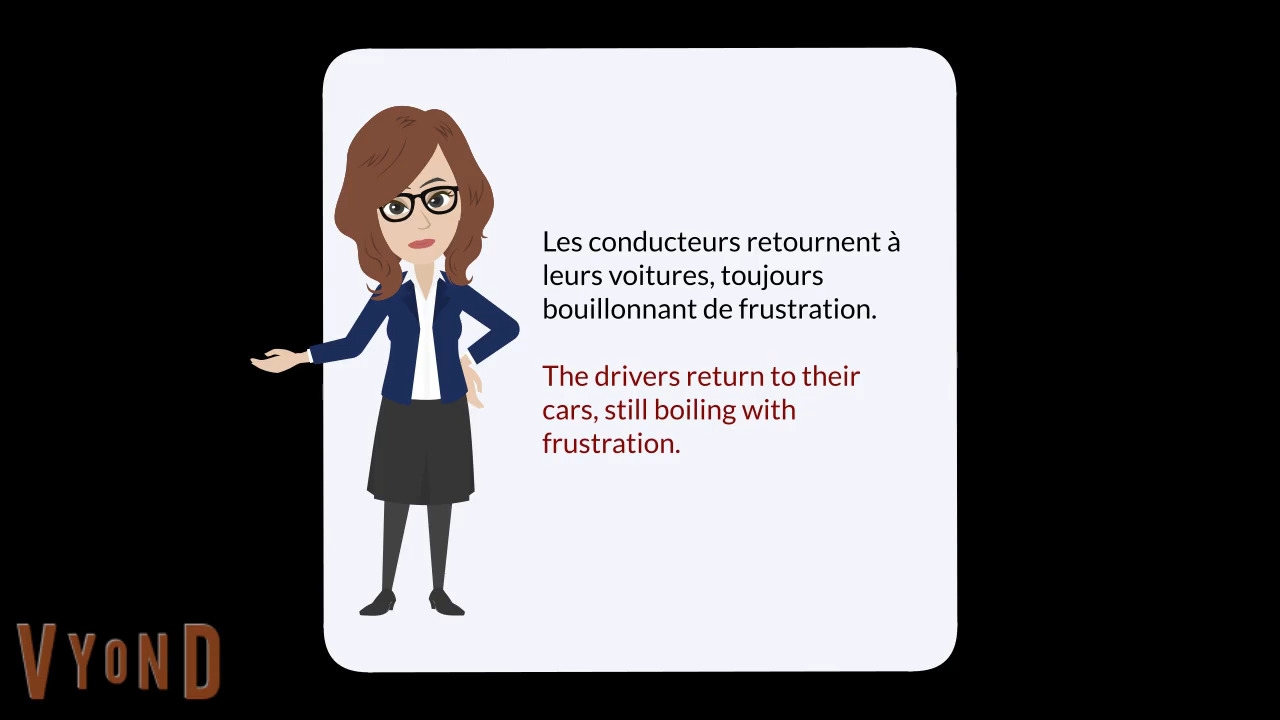 Les conducteurs retournent à
leurs voitures, toujours
bouillonnant de frustration.
The drivers return to their
cars, still boiling with
frustration.
VYOND